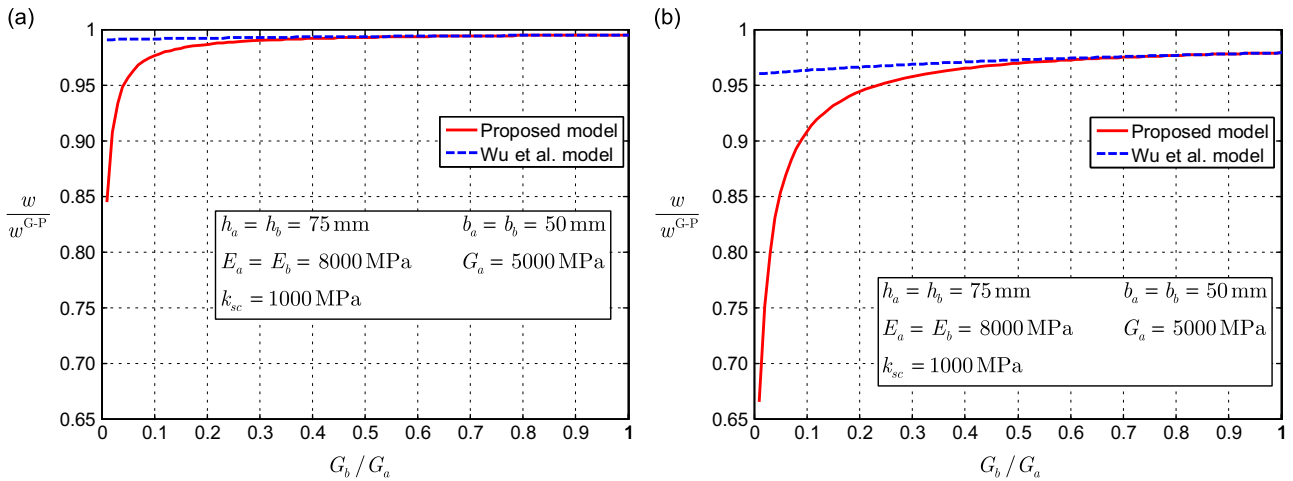 (a)
1
0.95
0.90
0.85
0.80
0.75
0.70
0.65
0 0.1 0.2 0.3 0.4 0.5 0.6 0.7 0.8 0.9 1
w
w^G-P
G_b / G_a
Proposed model
Wu et al. model
h_a = h_b = 75 mm b_a = b_b = 50 mm
E_a = E_b = 8000 MPa G_a = 5000 MPa
k_sc = 1000 MPa
(b)
1
0.95
0.9
0.85
0.80
0.75
0.70
0.65
0 0.1 0.2 0.3 0.4 0.5 0.6 0.7 0.8 0.9 1
w
w^G-P
G_b / G_a
Proposed model
Wu et al. model
h_a = h_b = 75 mm b_a = b_b = 50 mm
E_a = E_b = 8000 MPa G_a = 5000 MPa
k_sc = 1000 MPa